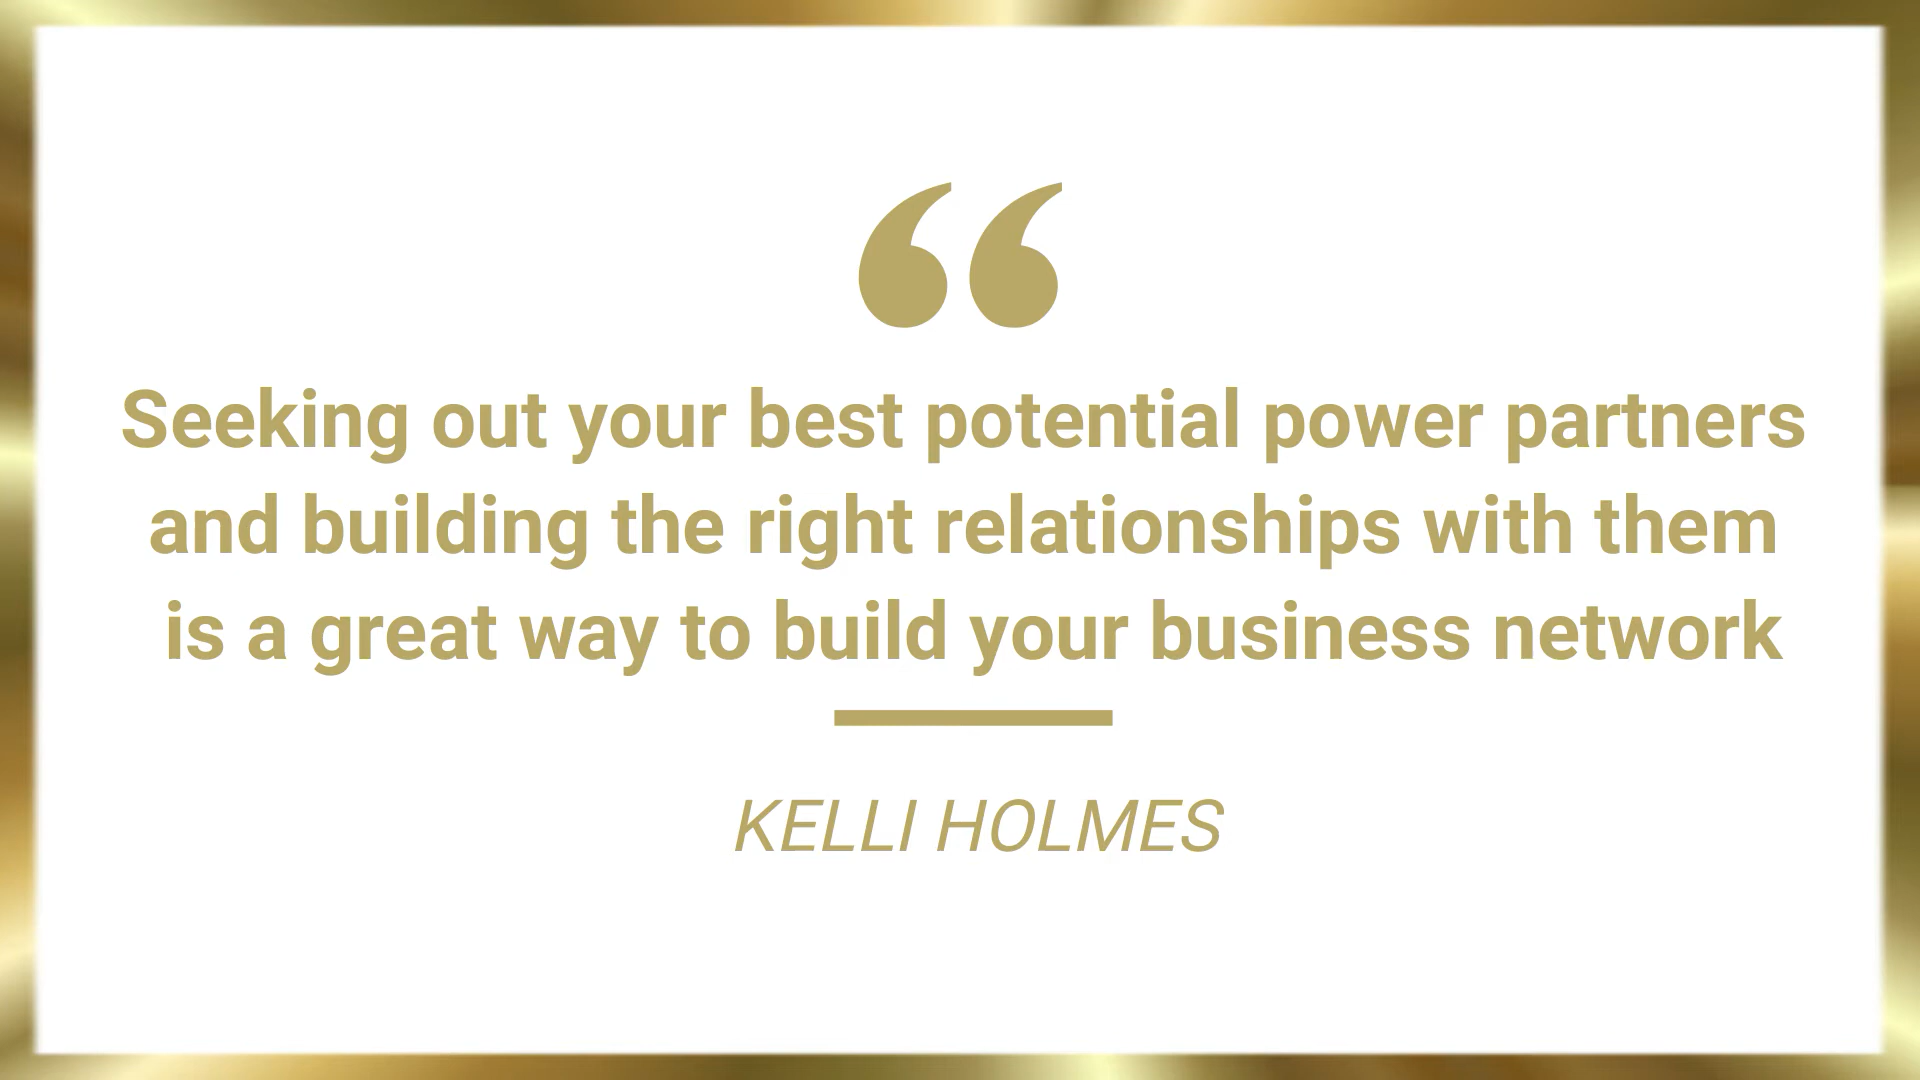 “
Seeking out your best potential power partners
and building the right relationships with them
is a great way to build your business network
KELLI HOLMES